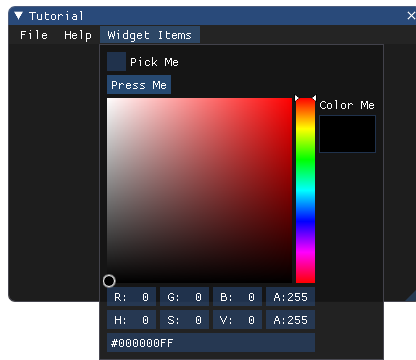 Tutorial
File Help Widget Items
Pick Me
Press Me
Color Me
R: 0 G: 0 B: 0 A:255
H: 0 S: 0 V: 0 A:255
#000000FF